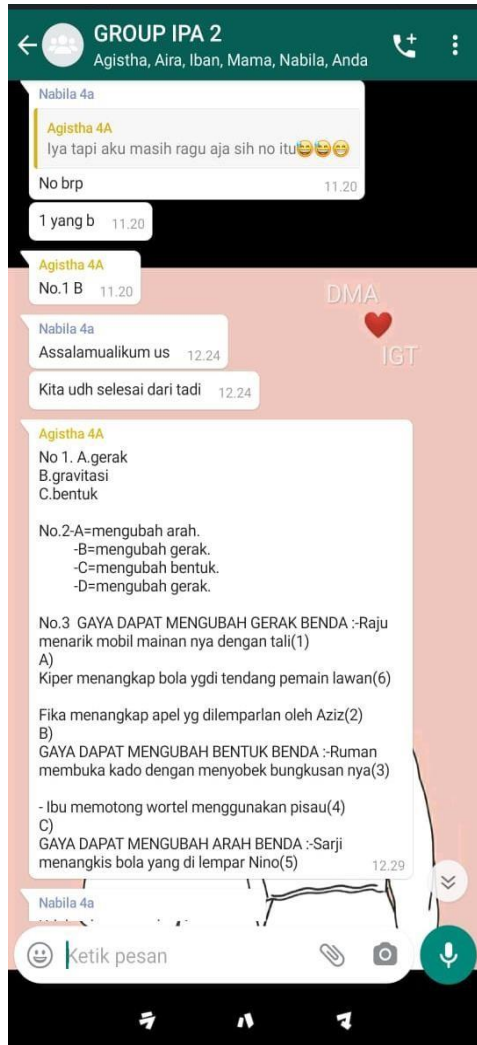 GROUP IPA 2
Agistha, Aira, Iban, Mama, Nabila, Anda
Nabila 4a
Agistha 4A
Iya tapi aku masih ragu aja sih no itu😅😅😁
No brp 11.20
1 yang b 11.20
Agistha 4A
No.1 B 11.20
DMA
❤️
IGT
Nabila 4a
Assalamualikum us 12.24
Kita udh selesai dari tadi 12.24
Agistha 4A
No 1. A.gerak
B.gravitasi
C.bentuk
No.2-A=mengubah arah.
-B=mengubah gerak.
-C=mengubah bentuk.
-D=mengubah gerak.
No.3 GAYA DAPAT MENGUBAH GERAK BENDA :-Raju
menarik mobil mainan nya dengan tali(1)
A)
Kiper menangkap bola ygdi tendang pemain lawan(6)
Fika menangkap apel yg dilemparlan oleh Aziz(2)
B)
GAYA DAPAT MENGUBAH BENTUK BENDA :-Ruman
membuka kado dengan menyobek bungkusan nya(3)
- Ibu memotong wortel menggunakan pisau(4)
C)
GAYA DAPAT MENGUBAH ARAH BENDA :-Sarji
menangkis bola yang di lempar Nino(5) 12.29
Nabila 4a
Ketik pesan